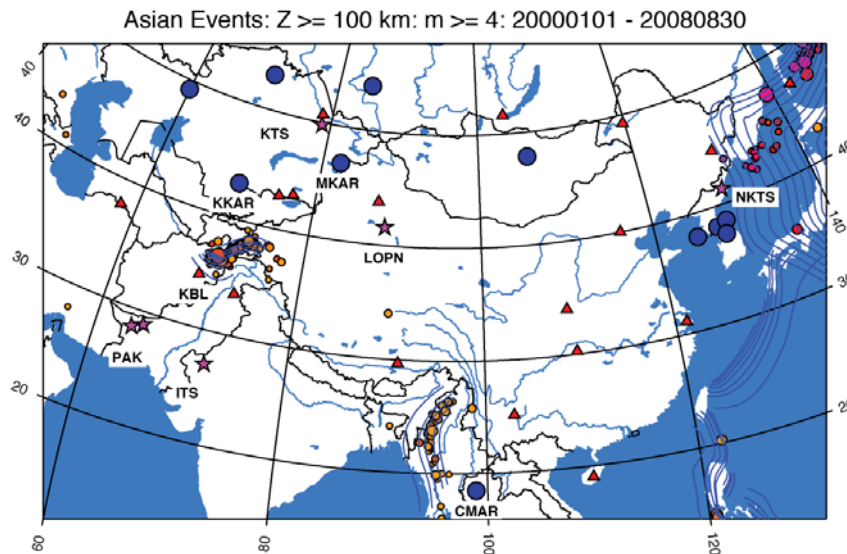 Asian Events: Z >= 100 km: m >= 4: 20000101 - 20080830
40
40
KTS
MKAR
KKAR
NKTS
40
140
LOPN
30
KBL
30
PAK
ITS
20
20
CMAR
60
80
100
120